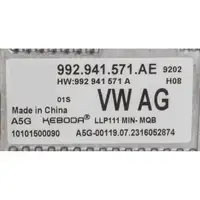 992.941.571.AE 9202
HW:992 941 571 A H08
01S VW AG
Made in China
A5G KEBODA® LLP111 MIN- MQB
10101500090 A5G-00119.07.2316052874